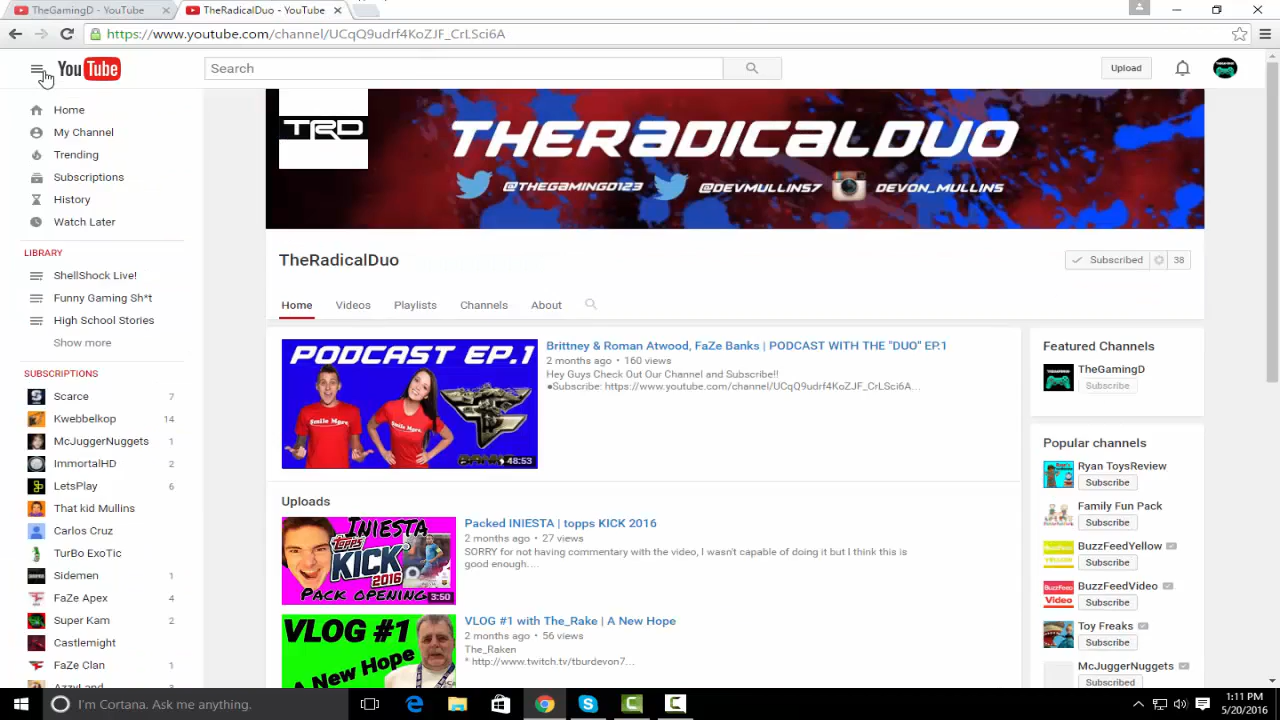 TheGamingD - YouTube
TheRadicalDuo - YouTube
https://www.youtube.com/channel/UCqQ9udrf4KoZJF_CrLSci6A
YouTube
Search
Upload
Home
My Channel
Trending
Subscriptions
History
Watch Later
LIBRARY
ShellShock Live!
Funny Gaming Sh*t
High School Stories
Show more
SUBSCRIPTIONS
Scarce 7
Kwebbelkop 14
McJuggerNuggets 1
ImmortalHD 2
LetsPlay 6
That kid Mullins
Carlos Cruz
TurBo ExoTic
Sidemen 1
FaZe Apex 4
Super Kam 2
Castlemight
FaZe Clan 1
AzzyLand
TRD
THERADICALDUO
@THEGAMINGD123 @DEVMULLINS7 DEVON_MULLINS
TheRadicalDuo
Subscribed 38
Home Videos Playlists Channels About
PODCAST EP.1
Smile More.
Smile More.
48:53
Brittney & Roman Atwood, FaZe Banks | PODCAST WITH THE "DUO" EP.1
2 months ago • 160 views
Hey Guys Check Out Our Channel and Subscribe!!
●Subscribe: https://www.youtube.com/channel/UCqQ9udrf4KoZJF_CrLSci6A...
Uploads
INIESTA
topps
KICK
2016
PACK OPENING
3:50
Packed INIESTA | topps KICK 2016
2 months ago • 27 views
SORRY for not having commentary with the video, I wasn't capable of doing it but I think this is
good enough....
VLOG #1
A New Hope
VLOG #1 with The_Rake | A New Hope
2 months ago • 56 views
The_Raken
* http://www.twitch.tv/tburdevon7...
Featured Channels
TheGamingD
Subscribe
Popular channels
Ryan ToysReview
Subscribe
Family Fun Pack
Subscribe
BuzzFeedYellow
Subscribe
BuzzFeed
Video
BuzzFeedVideo
Subscribe
Toy Freaks
Subscribe
McJuggerNuggets
Subscribed
I'm Cortana. Ask me anything.
1:11 PM
5/20/2016